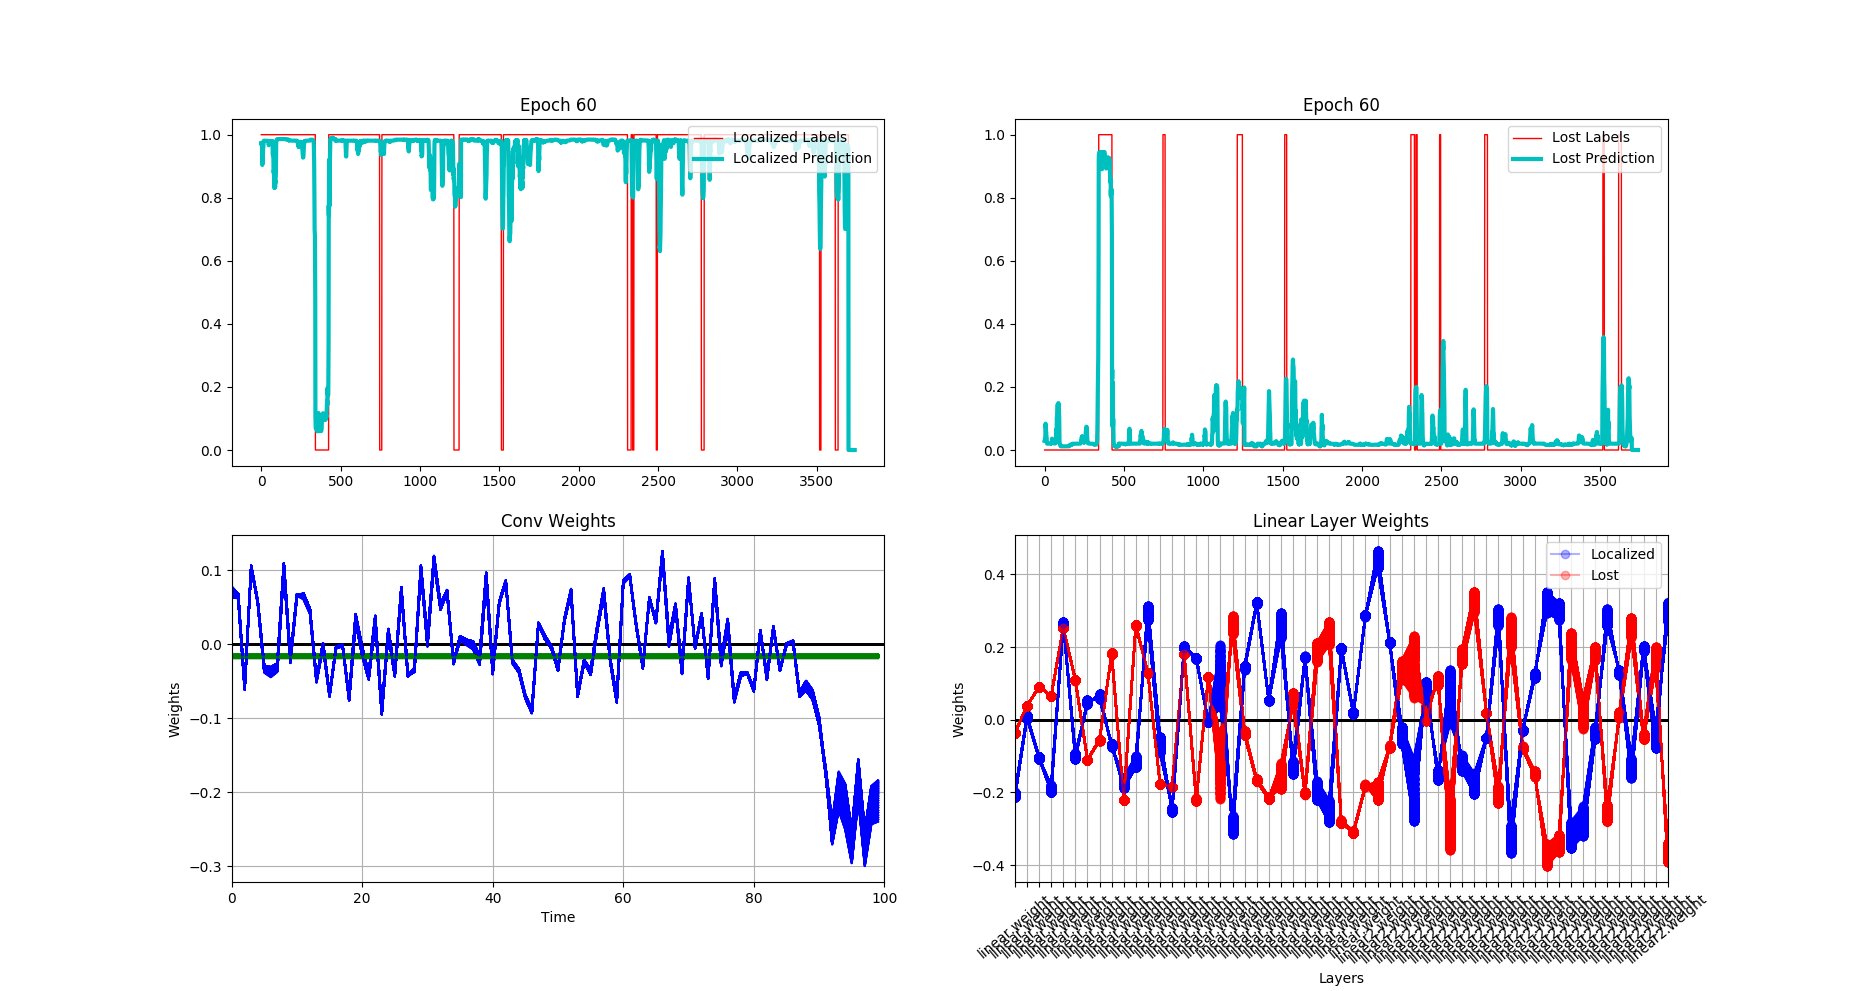 Epoch 60
1.0
0.8
0.6
0.4
0.2
0.0
Localized Labels
Localized Prediction
0 500 1000 1500 2000 2500 3000 3500
Epoch 60
1.0
0.8
0.6
0.4
0.2
0.0
Lost Labels
Lost Prediction
0 500 1000 1500 2000 2500 3000 3500
Conv Weights
Weights
0.1
0.0
−0.1
−0.2
−0.3
0 20 40 60 80 100
Time
Linear Layer Weights
Weights
0.4
0.2
0.0
−0.2
−0.4
Localized
Lost
linear.weight
linear2.weight
Layers